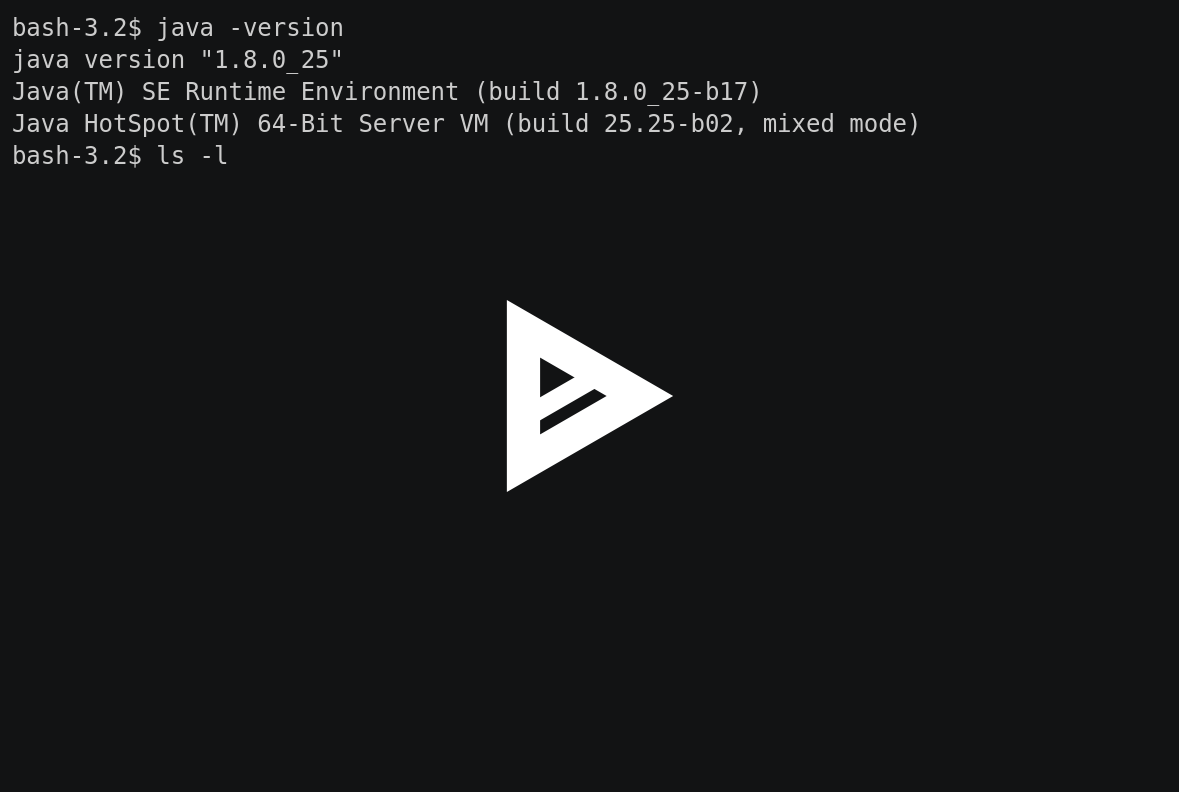 bash-3.2$ java -version
java version "1.8.0_25"
Java(TM) SE Runtime Environment (build 1.8.0_25-b17)
Java HotSpot(TM) 64-Bit Server VM (build 25.25-b02, mixed mode)
bash-3.2$ ls -l